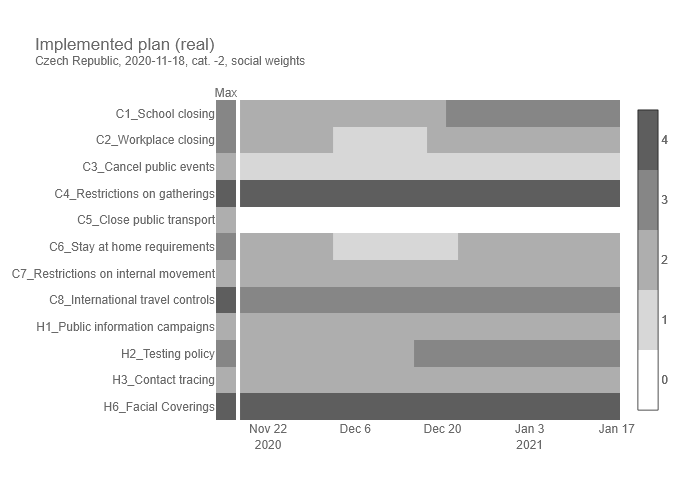 Implemented plan (real)
Czech Republic, 2020-11-18, cat. -2, social weights
Max
C1_School closing
C2_Workplace closing
C3_Cancel public events
C4_Restrictions on gatherings
C5_Close public transport
C6_Stay at home requirements
C7_Restrictions on internal movement
C8_International travel controls
H1_Public information campaigns
H2_Testing policy
H3_Contact tracing
H6_Facial Coverings
4
3
2
1
0
Nov 22 Dec 6 Dec 20 Jan 3 Jan 17
2020 2021